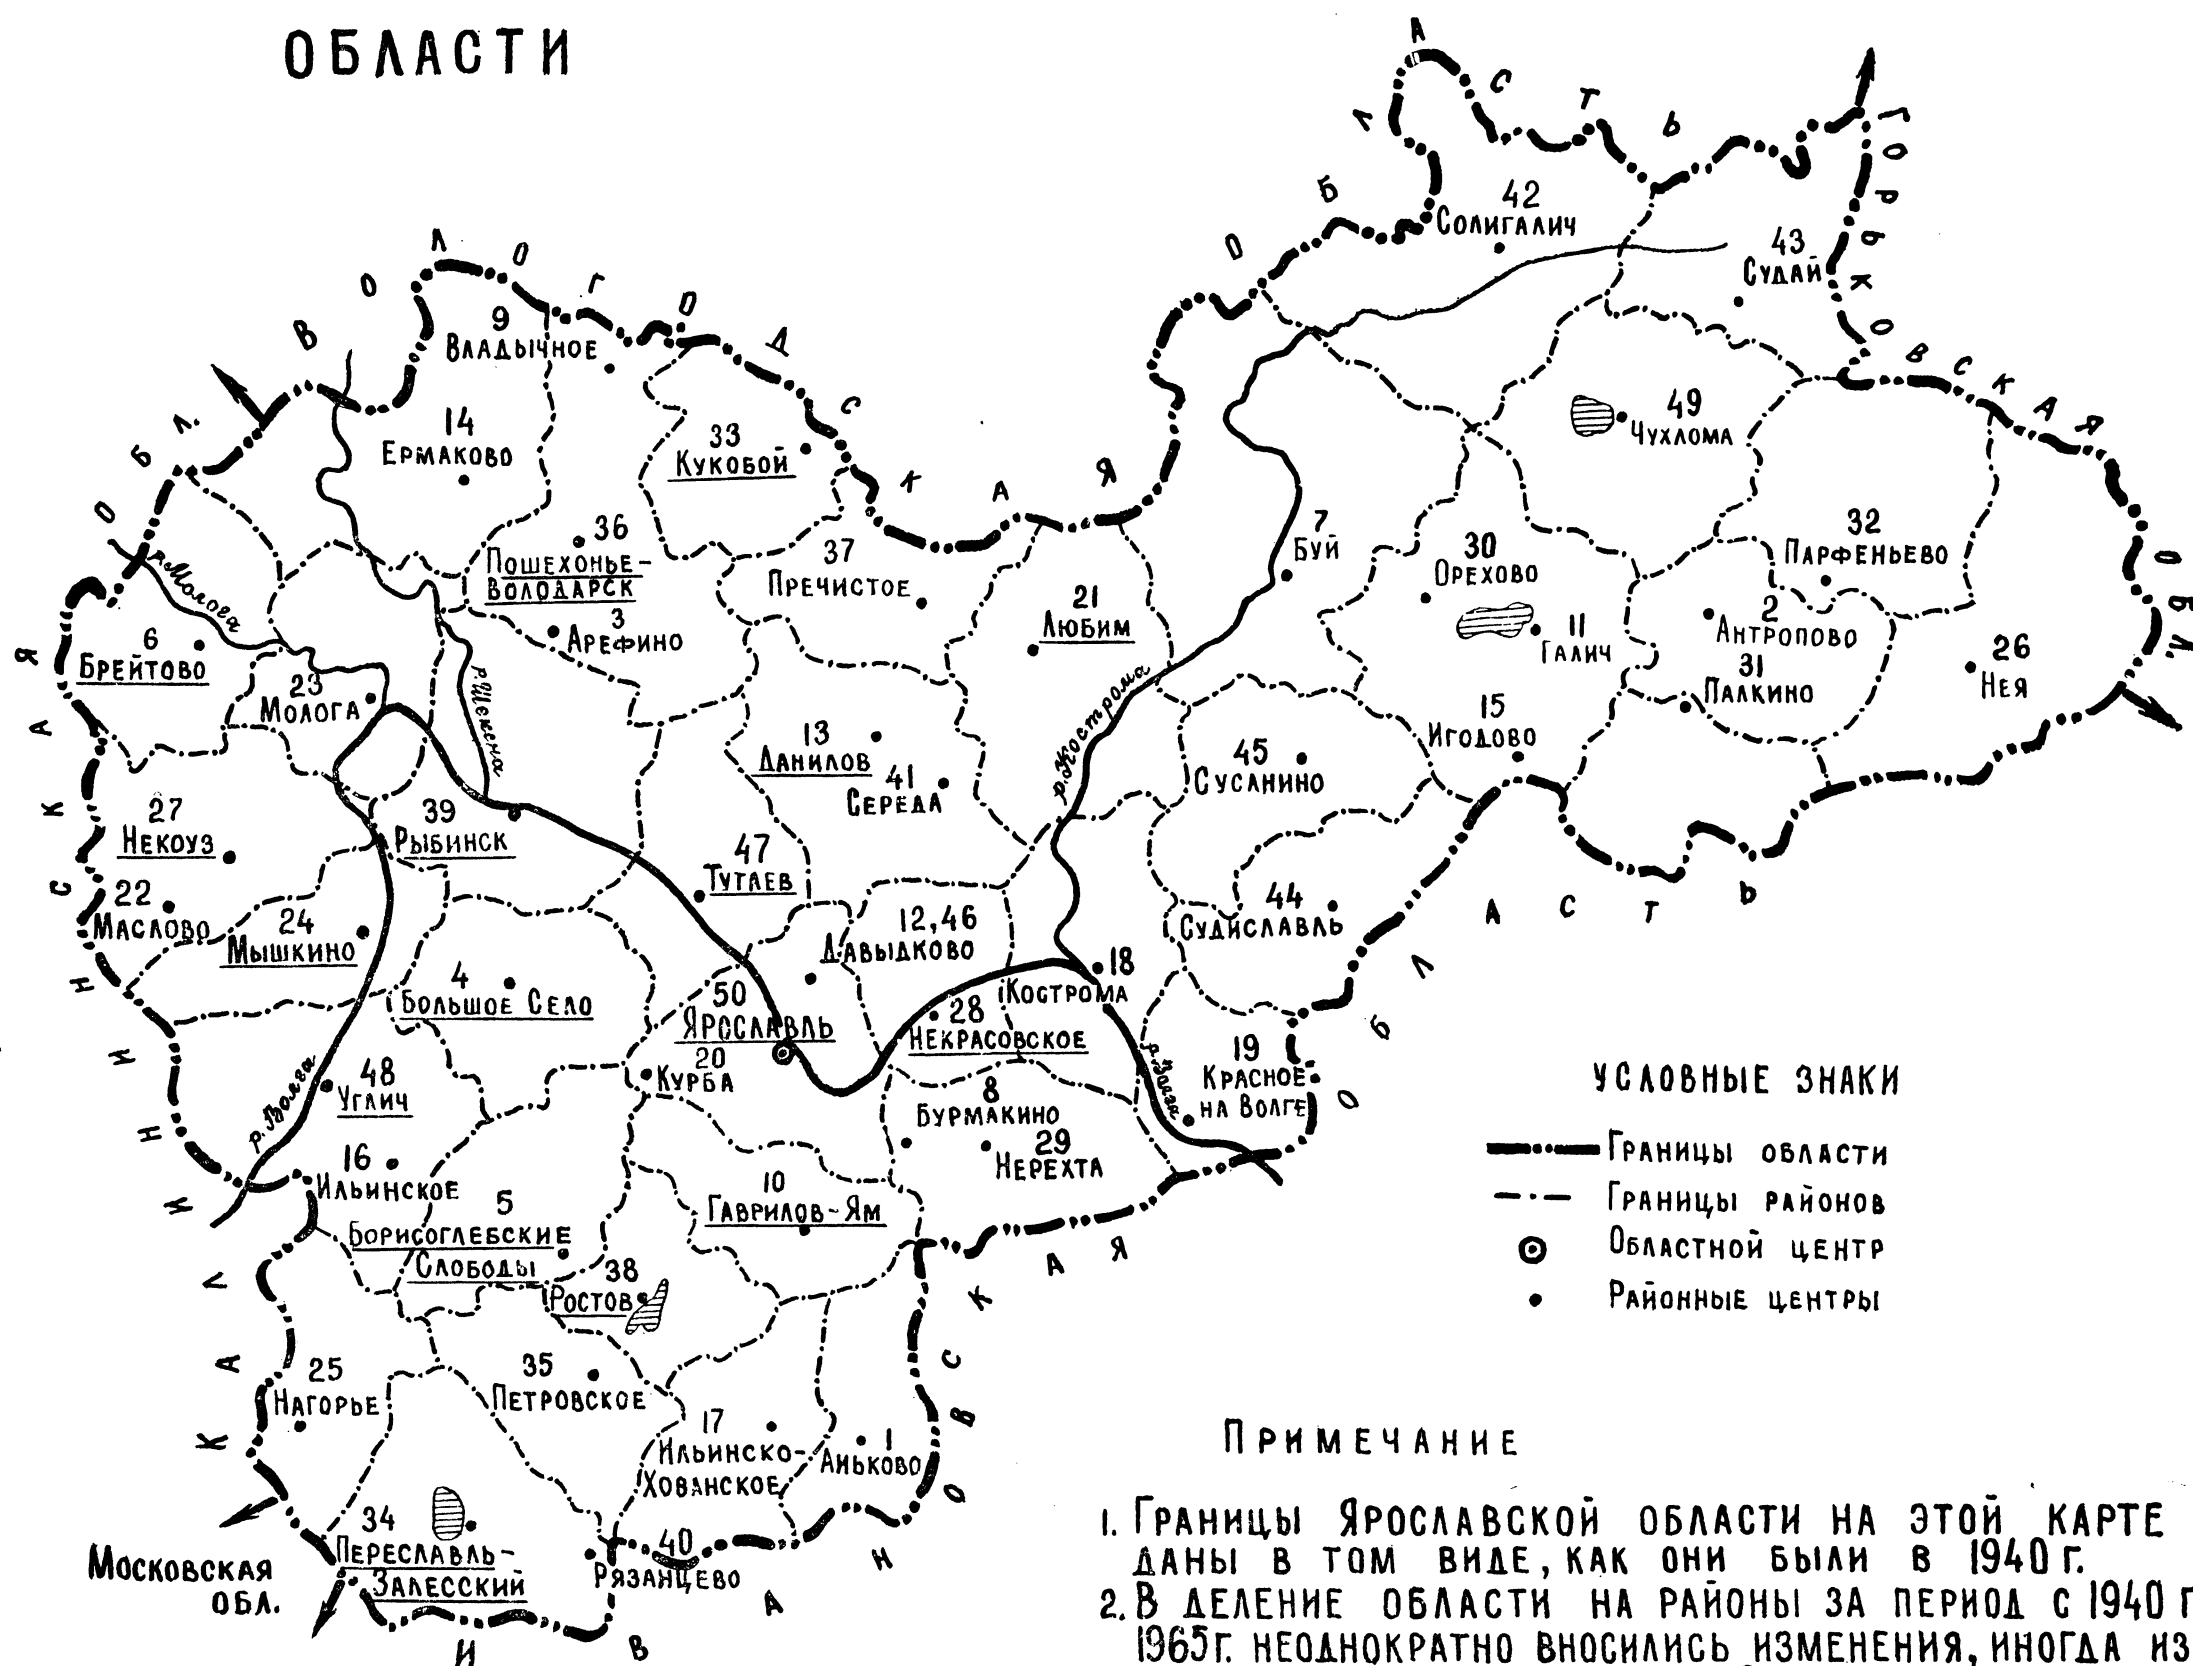 ОБЛАСТИ
ВОЛОГОДСКАЯ ОБЛАСТЬ
ГОРЬКОВСКАЯ ОБЛ.
КАЛИНИНСКАЯ ОБЛ.
ИВАНОВСКАЯ ОБЛАСТЬ
МОСКОВСКАЯ
ОБЛ.
42
СОЛИГАЛИЧ
43
СУДАЙ
9
ВЛАДЫЧНОЕ
14
ЕРМАКОВО
33
КУКОБОЙ
49
ЧУХЛОМА
36
ПОШЕХОНЬЕ-
ВОЛОДАРСК
37
ПРЕЧИСТОЕ
7
БУЙ
30
ОРЕХОВО
32
ПАРФЕНЬЕВО
р. Молога
3
АРЕФИНО
21
ЛЮБИМ
11
ГАЛИЧ
2
АНТРОПОВО
6
БРЕЙТОВО
23
МОЛОГА
р. Шексна
р. Кострома
31
ПАЛКИНО
26
НЕЯ
13
ДАНИЛОВ
41
СЕРЕДА
45
СУСАНИНО
15
ИГОДОВО
27
НЕКОУЗ
39
РЫБИНСК
47
ТУТАЕВ
22
МАСЛОВО
24
МЫШКИНО
12,46
ДАВЫДКОВО
44
СУДИСЛАВЛЬ
4
БОЛЬШОЕ СЕЛО
50
ЯРОСЛАВЛЬ
18
КОСТРОМА
28
НЕКРАСОВСКОЕ
48
УГЛИЧ
20
КУРБА
19
КРАСНОЕ
НА ВОЛГЕ
р. Волга
р. Волга
8
БУРМАКИНО
29
НЕРЕХТА
16
ИЛЬИНСКОЕ
5
БОРИСОГЛЕБСКИЕ
СЛОБОДЫ
10
ГАВРИЛОВ-ЯМ
38
РОСТОВ
25
НАГОРЬЕ
35
ПЕТРОВСКОЕ
17
ИЛЬИНСКО-
ХОВАНСКОЕ
1
АНЬКОВО
34
ПЕРЕСЛАВЛЬ-
ЗАЛЕССКИЙ
40
РЯЗАНЦЕВО
УСЛОВНЫЕ ЗНАКИ
ГРАНИЦЫ ОБЛАСТИ
ГРАНИЦЫ РАЙОНОВ
ОБЛАСТНОЙ ЦЕНТР
РАЙОННЫЕ ЦЕНТРЫ
ПРИМЕЧАНИЕ
1. ГРАНИЦЫ ЯРОСЛАВСКОЙ ОБЛАСТИ НА ЭТОЙ КАРТЕ
ДАНЫ В ТОМ ВИДЕ, КАК ОНИ БЫЛИ В 1940 Г.
2. В ДЕЛЕНИЕ ОБЛАСТИ НА РАЙОНЫ ЗА ПЕРИОД С 1940 Г
1965Г. НЕОДНОКРАТНО ВНОСИЛИСЬ ИЗМЕНЕНИЯ, ИНОГДА ИЗ